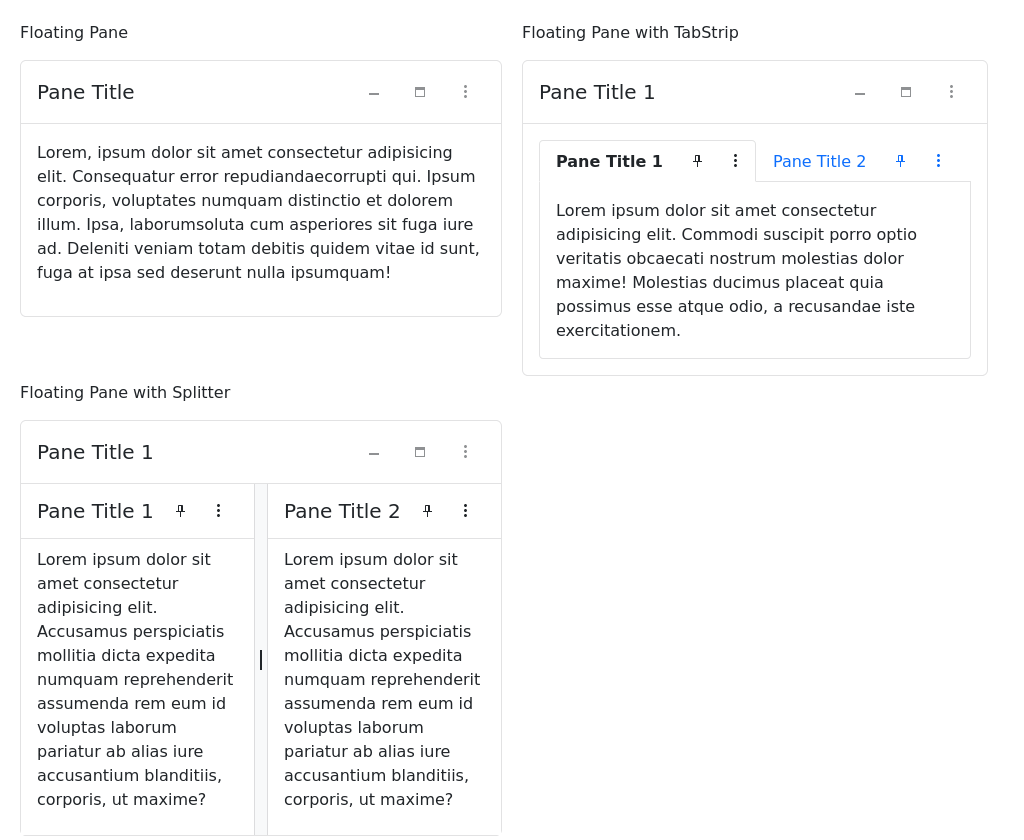 Floating Pane
Pane Title
Lorem, ipsum dolor sit amet consectetur adipisicing
elit. Consequatur error repudiandaecorrupti qui. Ipsum
corporis, voluptates numquam distinctio et dolorem
illum. Ipsa, laborumsoluta cum asperiores sit fuga iure
ad. Deleniti veniam totam debitis quidem vitae id sunt,
fuga at ipsa sed deserunt nulla ipsumquam!
Floating Pane with TabStrip
Pane Title 1
Pane Title 1 Pane Title 2
Lorem ipsum dolor sit amet consectetur
adipisicing elit. Commodi suscipit porro optio
veritatis obcaecati nostrum molestias dolor
maxime! Molestias ducimus placeat quia
possimus esse atque odio, a recusandae iste
exercitationem.
Floating Pane with Splitter
Pane Title 1
Pane Title 1
Lorem ipsum dolor sit
amet consectetur
adipisicing elit.
Accusamus perspiciatis
mollitia dicta expedita
numquam reprehenderit
assumenda rem eum id
voluptas laborum
pariatur ab alias iure
accusantium blanditiis,
corporis, ut maxime?
Pane Title 2
Lorem ipsum dolor sit
amet consectetur
adipisicing elit.
Accusamus perspiciatis
mollitia dicta expedita
numquam reprehenderit
assumenda rem eum id
voluptas laborum
pariatur ab alias iure
accusantium blanditiis,
corporis, ut maxime?